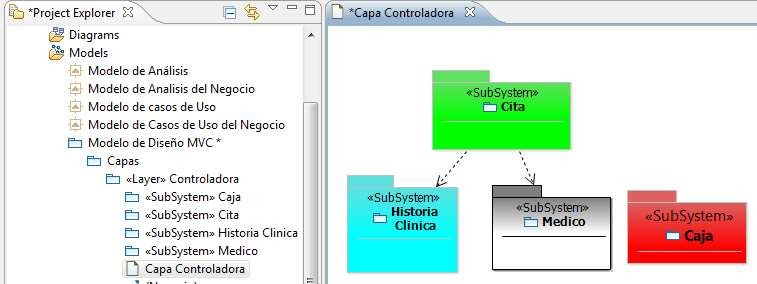 *Project Explorer
Diagrams
Models
Modelo de Análisis
Modelo de Analisis del Negocio
Modelo de casos de Uso
Modelo de Casos de Uso del Negocio
Modelo de Diseño MVC *
Capas
«Layer» Controladora
«SubSystem» Caja
«SubSystem» Cita
«SubSystem» Historia Clinica
«SubSystem» Medico
Capa Controladora
*Capa Controladora
«SubSystem»
Cita
«SubSystem»
Historia
Clinica
«SubSystem»
Medico
«SubSystem»
Caja